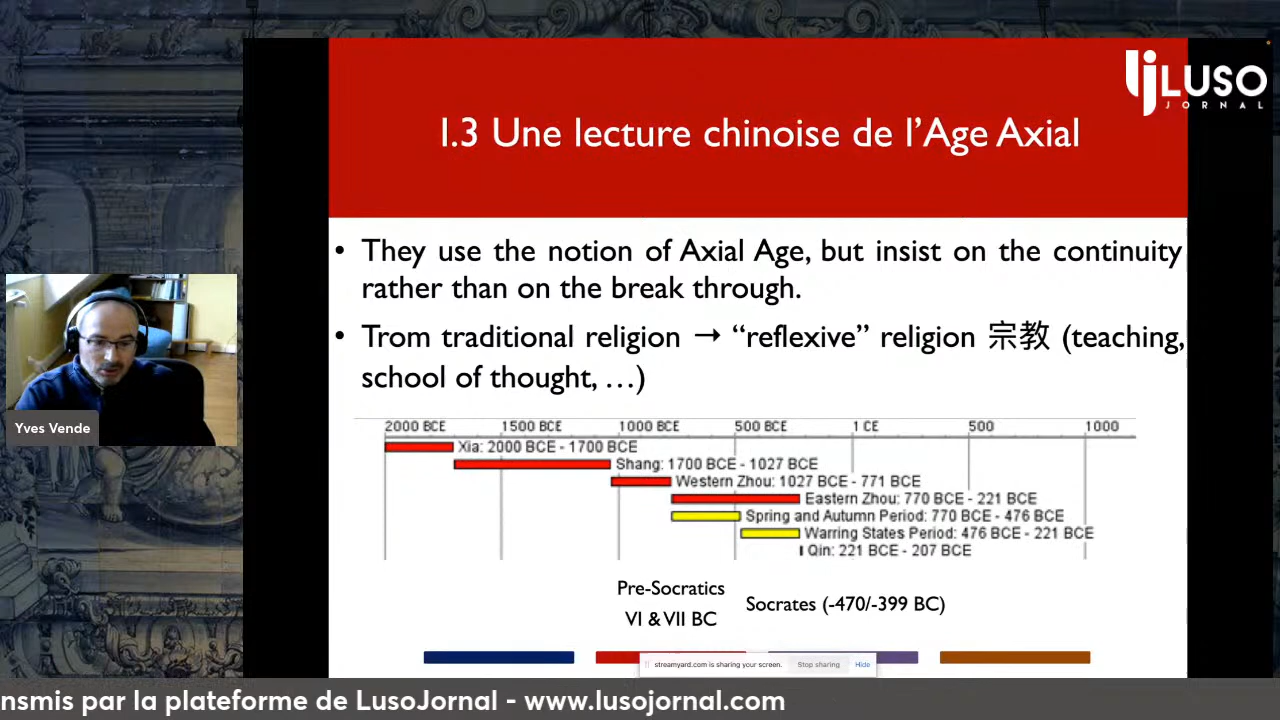 LUSO
JORNAL
I.3 Une lecture chinoise de l’Age Axial
• They use the notion of Axial Age, but insist on the continuity
rather than on the break through.
• Trom traditional religion → “reflexive” religion 宗教 (teaching,
school of thought, …)
Yves Vende
2000 BCE 1500 BCE 1000 BCE 500 BCE 1 CE 500 1000
Xia: 2000 BCE - 1700 BCE
Shang: 1700 BCE - 1027 BCE
Western Zhou: 1027 BCE - 771 BCE
Eastern Zhou: 770 BCE - 221 BCE
Spring and Autumn Period: 770 BCE - 476 BCE
Warring States Period: 476 BCE - 221 BCE
Qin: 221 BCE - 207 BCE
Pre-Socratics
VI & VII BC
Socrates (-470/-399 BC)
streamyard.com is sharing your screen. Stop sharing Hide
nsmis par la plateforme de LusoJornal - www.lusojornal.com